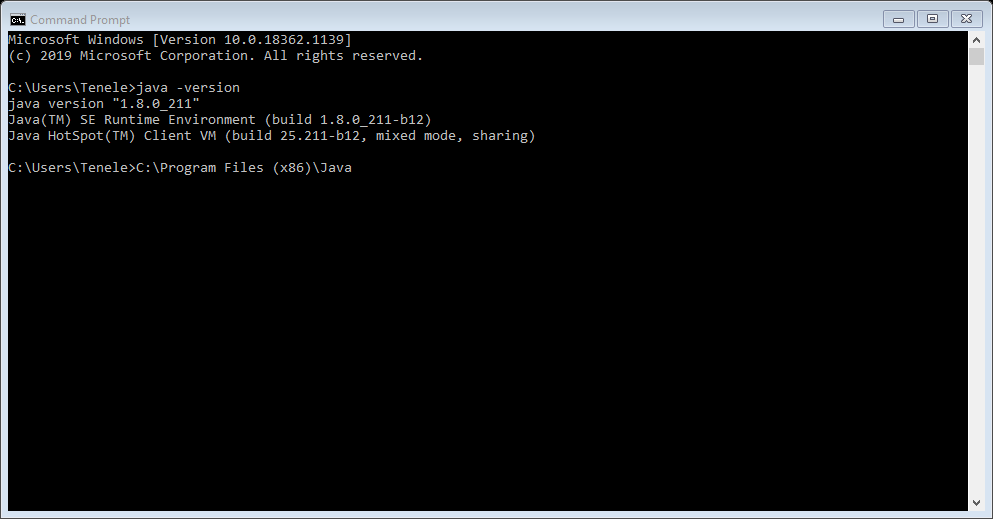 Command Prompt
Microsoft Windows [Version 10.0.18362.1139]
(c) 2019 Microsoft Corporation. All rights reserved.
C:\Users\Tenele>java -version
java version "1.8.0_211"
Java(TM) SE Runtime Environment (build 1.8.0_211-b12)
Java HotSpot(TM) Client VM (build 25.211-b12, mixed mode, sharing)
C:\Users\Tenele>C:\Program Files (x86)\Java